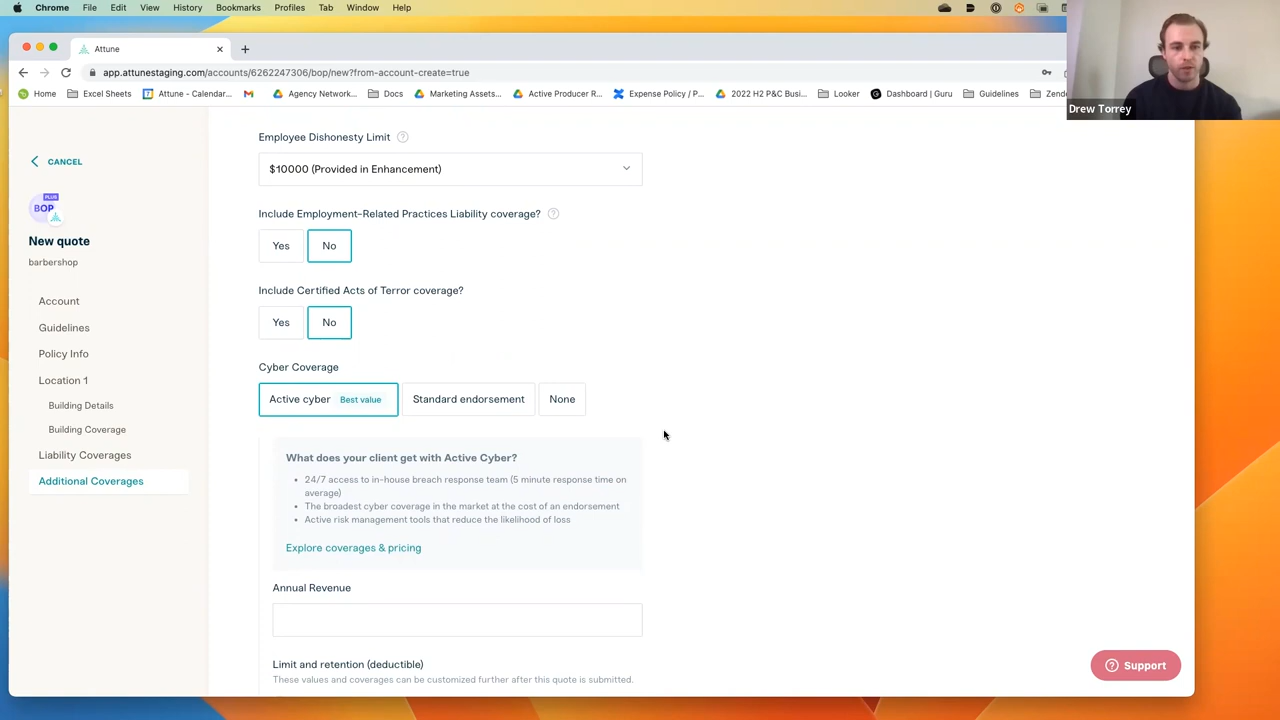 Chrome File Edit View History Bookmarks Profiles Tab Window Help
Attune
app.attunestaging.com/accounts/6262247306/bop/new?from-account-create=true
Home Excel Sheets Attune - Calendar... Agency Network... Docs Marketing Assets... Active Producer R... Expense Policy / P... 2022 H2 P&C Busi... Looker Dashboard | Guru Guidelines Zende
Drew Torrey
CANCEL
PLUS
BOP
New quote
barbershop
Account
Guidelines
Policy Info
Location 1
Building Details
Building Coverage
Liability Coverages
Additional Coverages
Employee Dishonesty Limit ?
$10000 (Provided in Enhancement)
Include Employment-Related Practices Liability coverage? ?
Yes No
Include Certified Acts of Terror coverage?
Yes No
Cyber Coverage
Active cyber Best value Standard endorsement None
What does your client get with Active Cyber?
• 24/7 access to in-house breach response team (5 minute response time on
average)
• The broadest cyber coverage in the market at the cost of an endorsement
• Active risk management tools that reduce the likelihood of loss
Explore coverages & pricing
Annual Revenue
Limit and retention (deductible)
These values and coverages can be customized further after this quote is submitted.
? Support